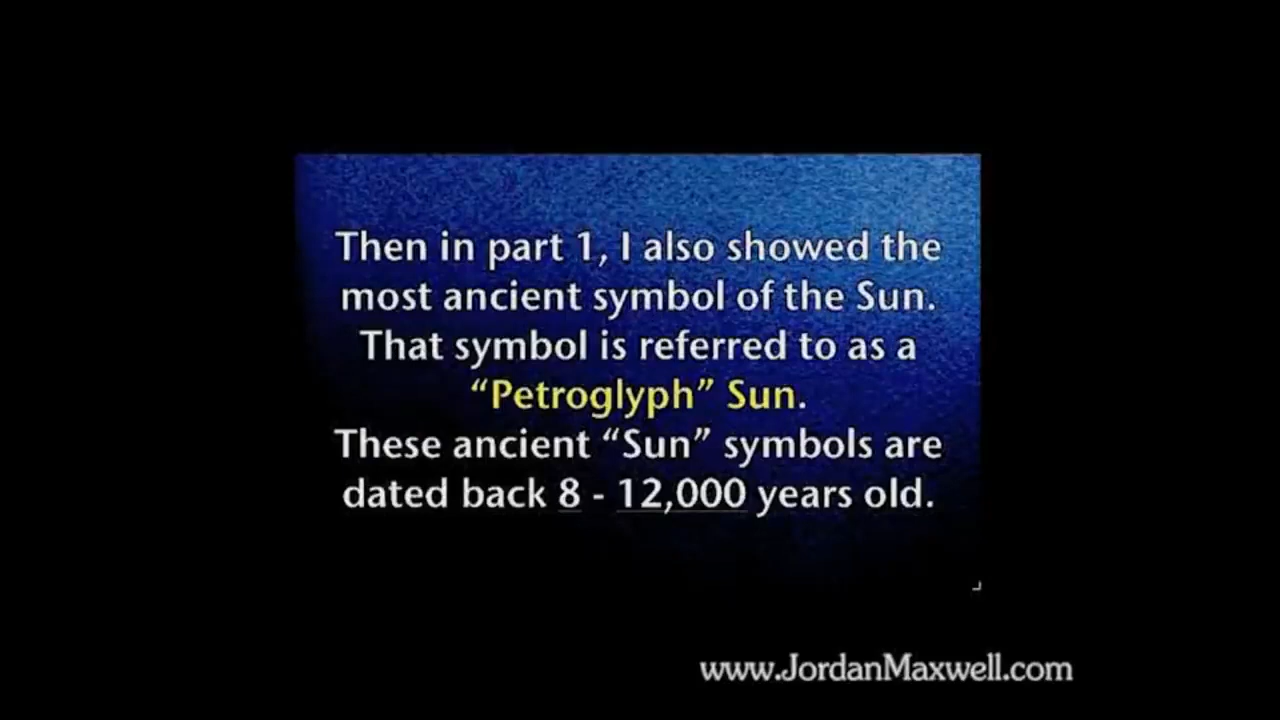 Then in part 1, I also showed the
most ancient symbol of the Sun.
That symbol is referred to as a
“Petroglyph” Sun.
These ancient “Sun” symbols are
dated back 8 - 12,000 years old.
www.JordanMaxwell.com